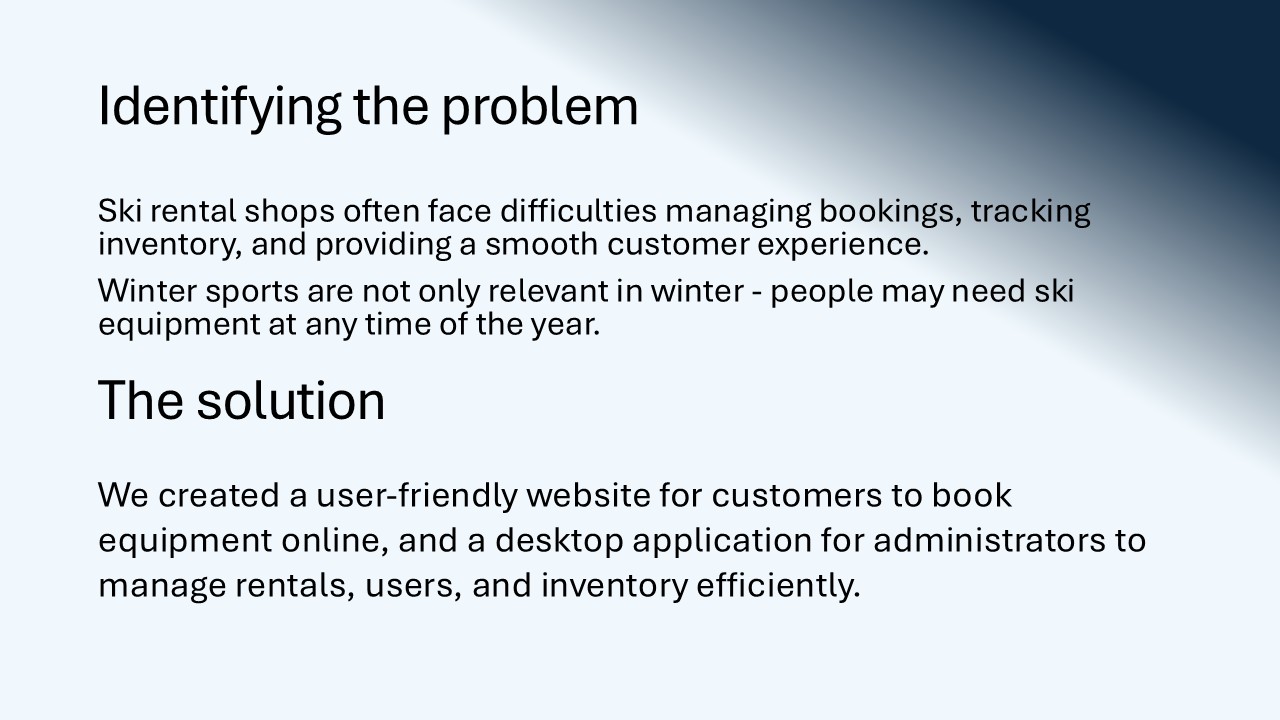 Identifying the problem
Ski rental shops often face difficulties managing bookings, tracking
inventory, and providing a smooth customer experience.
Winter sports are not only relevant in winter - people may need ski
equipment at any time of the year.
The solution
We created a user-friendly website for customers to book
equipment online, and a desktop application for administrators to
manage rentals, users, and inventory efficiently.